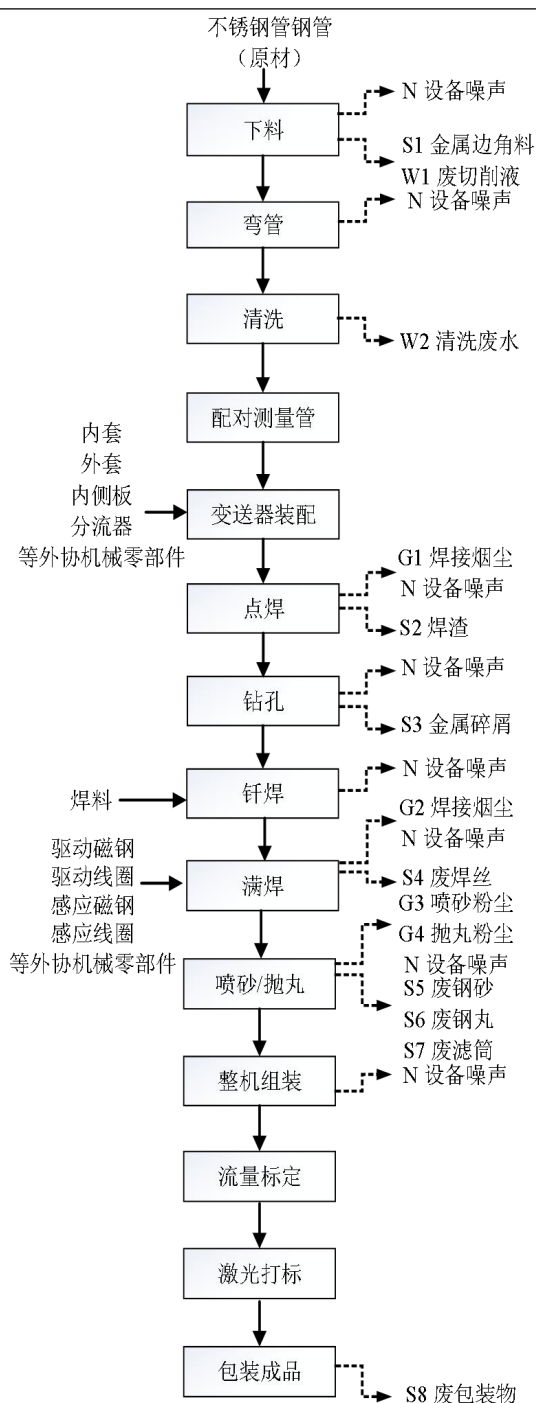 不锈钢管钢管
（原材）
下料
N 设备噪声
S1 金属边角料
W1 废切削液
弯管
N 设备噪声
清洗
W2 清洗废水
配对测量管
内套
外套
内侧板
分流器
等外协机械零部件
变送器装配
点焊
G1 焊接烟尘
N 设备噪声
S2 焊渣
钻孔
N 设备噪声
S3 金属碎屑
焊料
钎焊
N 设备噪声
驱动磁钢
驱动线圈
感应磁钢
感应线圈
等外协机械零部件
满焊
G2 焊接烟尘
N 设备噪声
S4 废焊丝
喷砂/抛丸
G3 喷砂粉尘
G4 抛丸粉尘
N 设备噪声
S5 废钢砂
S6 废钢丸
S7 废滤筒
整机组装
N 设备噪声
流量标定
激光打标
包装成品
S8 废包装物